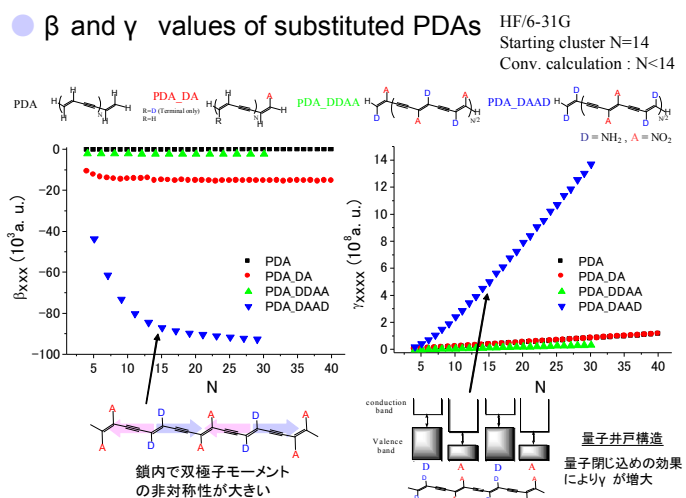 β and γ values of substituted PDAs
HF/6-31G
Starting cluster N=14
Conv. calculation : N<14
PDA
H
H
H
H
N
H
PDA_DA
R=D (Terminal only)
R=H
H
R
A
N
H
PDA_DDAA
H
D
D
A
A
H
N/2
PDA_DAAD
H
D
A
A
D
H
N/2
D = NH2 , A = NO2
βxxx (10³a. u.)
0
−20
−40
−60
−80
−100
5 10 15 20 25 30 35 40
N
PDA
PDA_DA
PDA_DDAA
PDA_DAAD
γxxxx (10⁸a. u.)
14
12
10
8
6
4
2
0
0 5 10 15 20 25 30 35 40
N
PDA
PDA_DA
PDA_DDAA
PDA_DAAD
A D A D A
A D A D A
鎖内で双極子モーメント
の非対称性が大きい
conduction
band
Valence
band
D A D A
A D A D A
A D A D A
量子井戸構造
量子閉じ込めの効果
によりγ が増大